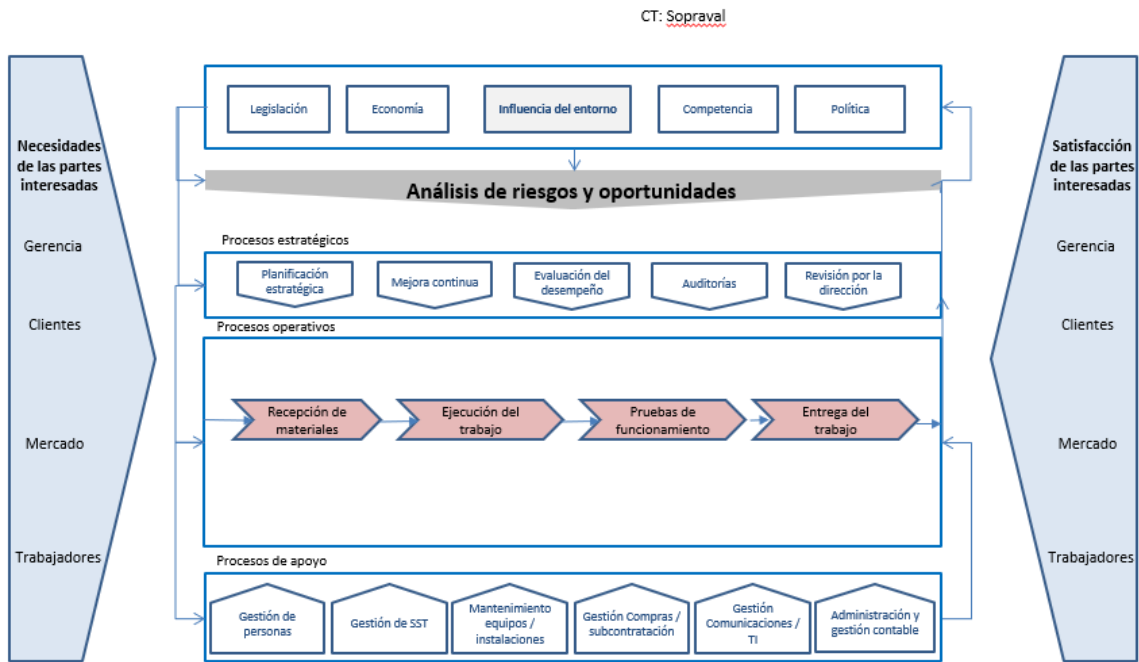 CT: Sopraval
Legislación
Economía
Influencia del entorno
Competencia
Política
Necesidades
de las partes
interesadas
Gerencia
Clientes
Mercado
Trabajadores
Análisis de riesgos y oportunidades
Procesos estratégicos
Planificación
estratégica
Mejora continua
Evaluación del
desempeño
Auditorías
Revisión por la
dirección
Procesos operativos
Recepción de
materiales
Ejecución del
trabajo
Pruebas de
funcionamiento
Entrega del
trabajo
Procesos de apoyo
Gestión de
personas
Gestión de SST
Mantenimiento
equipos /
instalaciones
Gestión Compras /
subcontratación
Gestión
Comunicaciones /
TI
Administración y
gestión contable
Satisfacción
de las partes
interesadas
Gerencia
Clientes
Mercado
Trabajadores